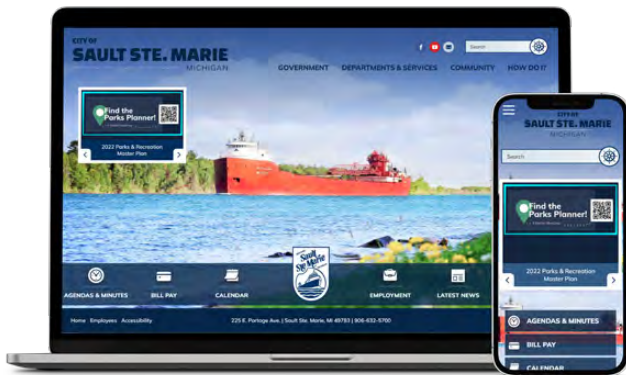 CITY OF
SAULT STE. MARIE
MICHIGAN
f
Search
GOVERNMENT DEPARTMENTS & SERVICES COMMUNITY HOW DO I?
Find the
Parks Planner!
2022 Parks & Recreation
Master Plan
Sault
Ste Marie
AGENDAS & MINUTES BILL PAY CALENDAR EMPLOYMENT LATEST NEWS
Home Employees Accessibility 225 E. Portage Ave. | Sault Ste. Marie, MI 49783 | 906-632-5700
CITY OF
SAULT STE. MARIE
MICHIGAN
Search
Find the
Parks Planner!
2022 Parks & Recreation
Master Plan
AGENDAS & MINUTES
BILL PAY
CALENDAR